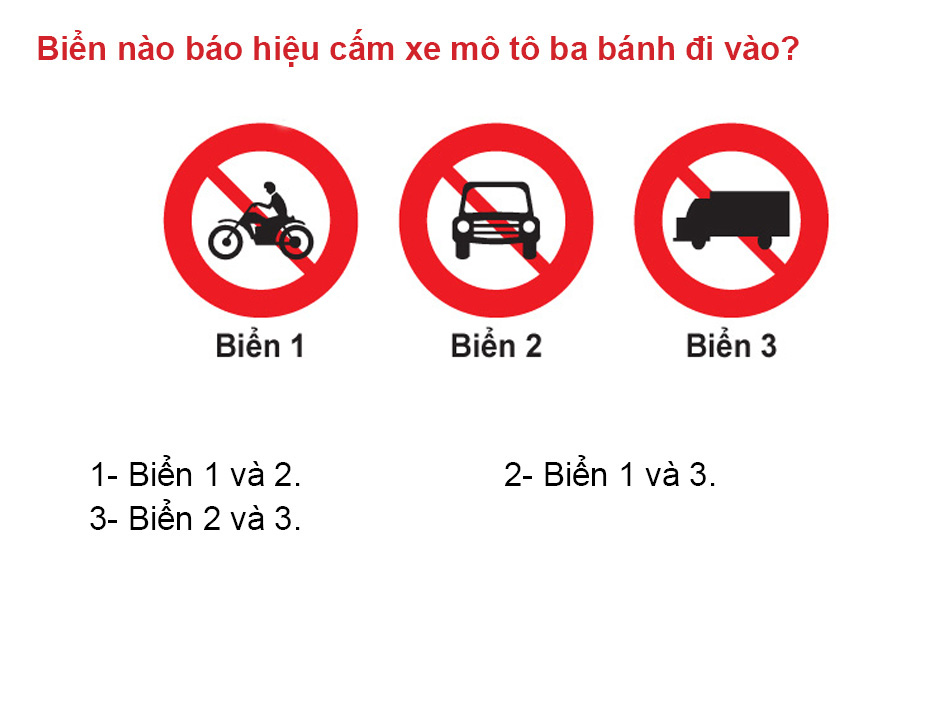 Biển nào báo hiệu cấm xe mô tô ba bánh đi vào?
Biển 1 Biển 2 Biển 3
1- Biển 1 và 2. 2- Biển 1 và 3.
3- Biển 2 và 3.